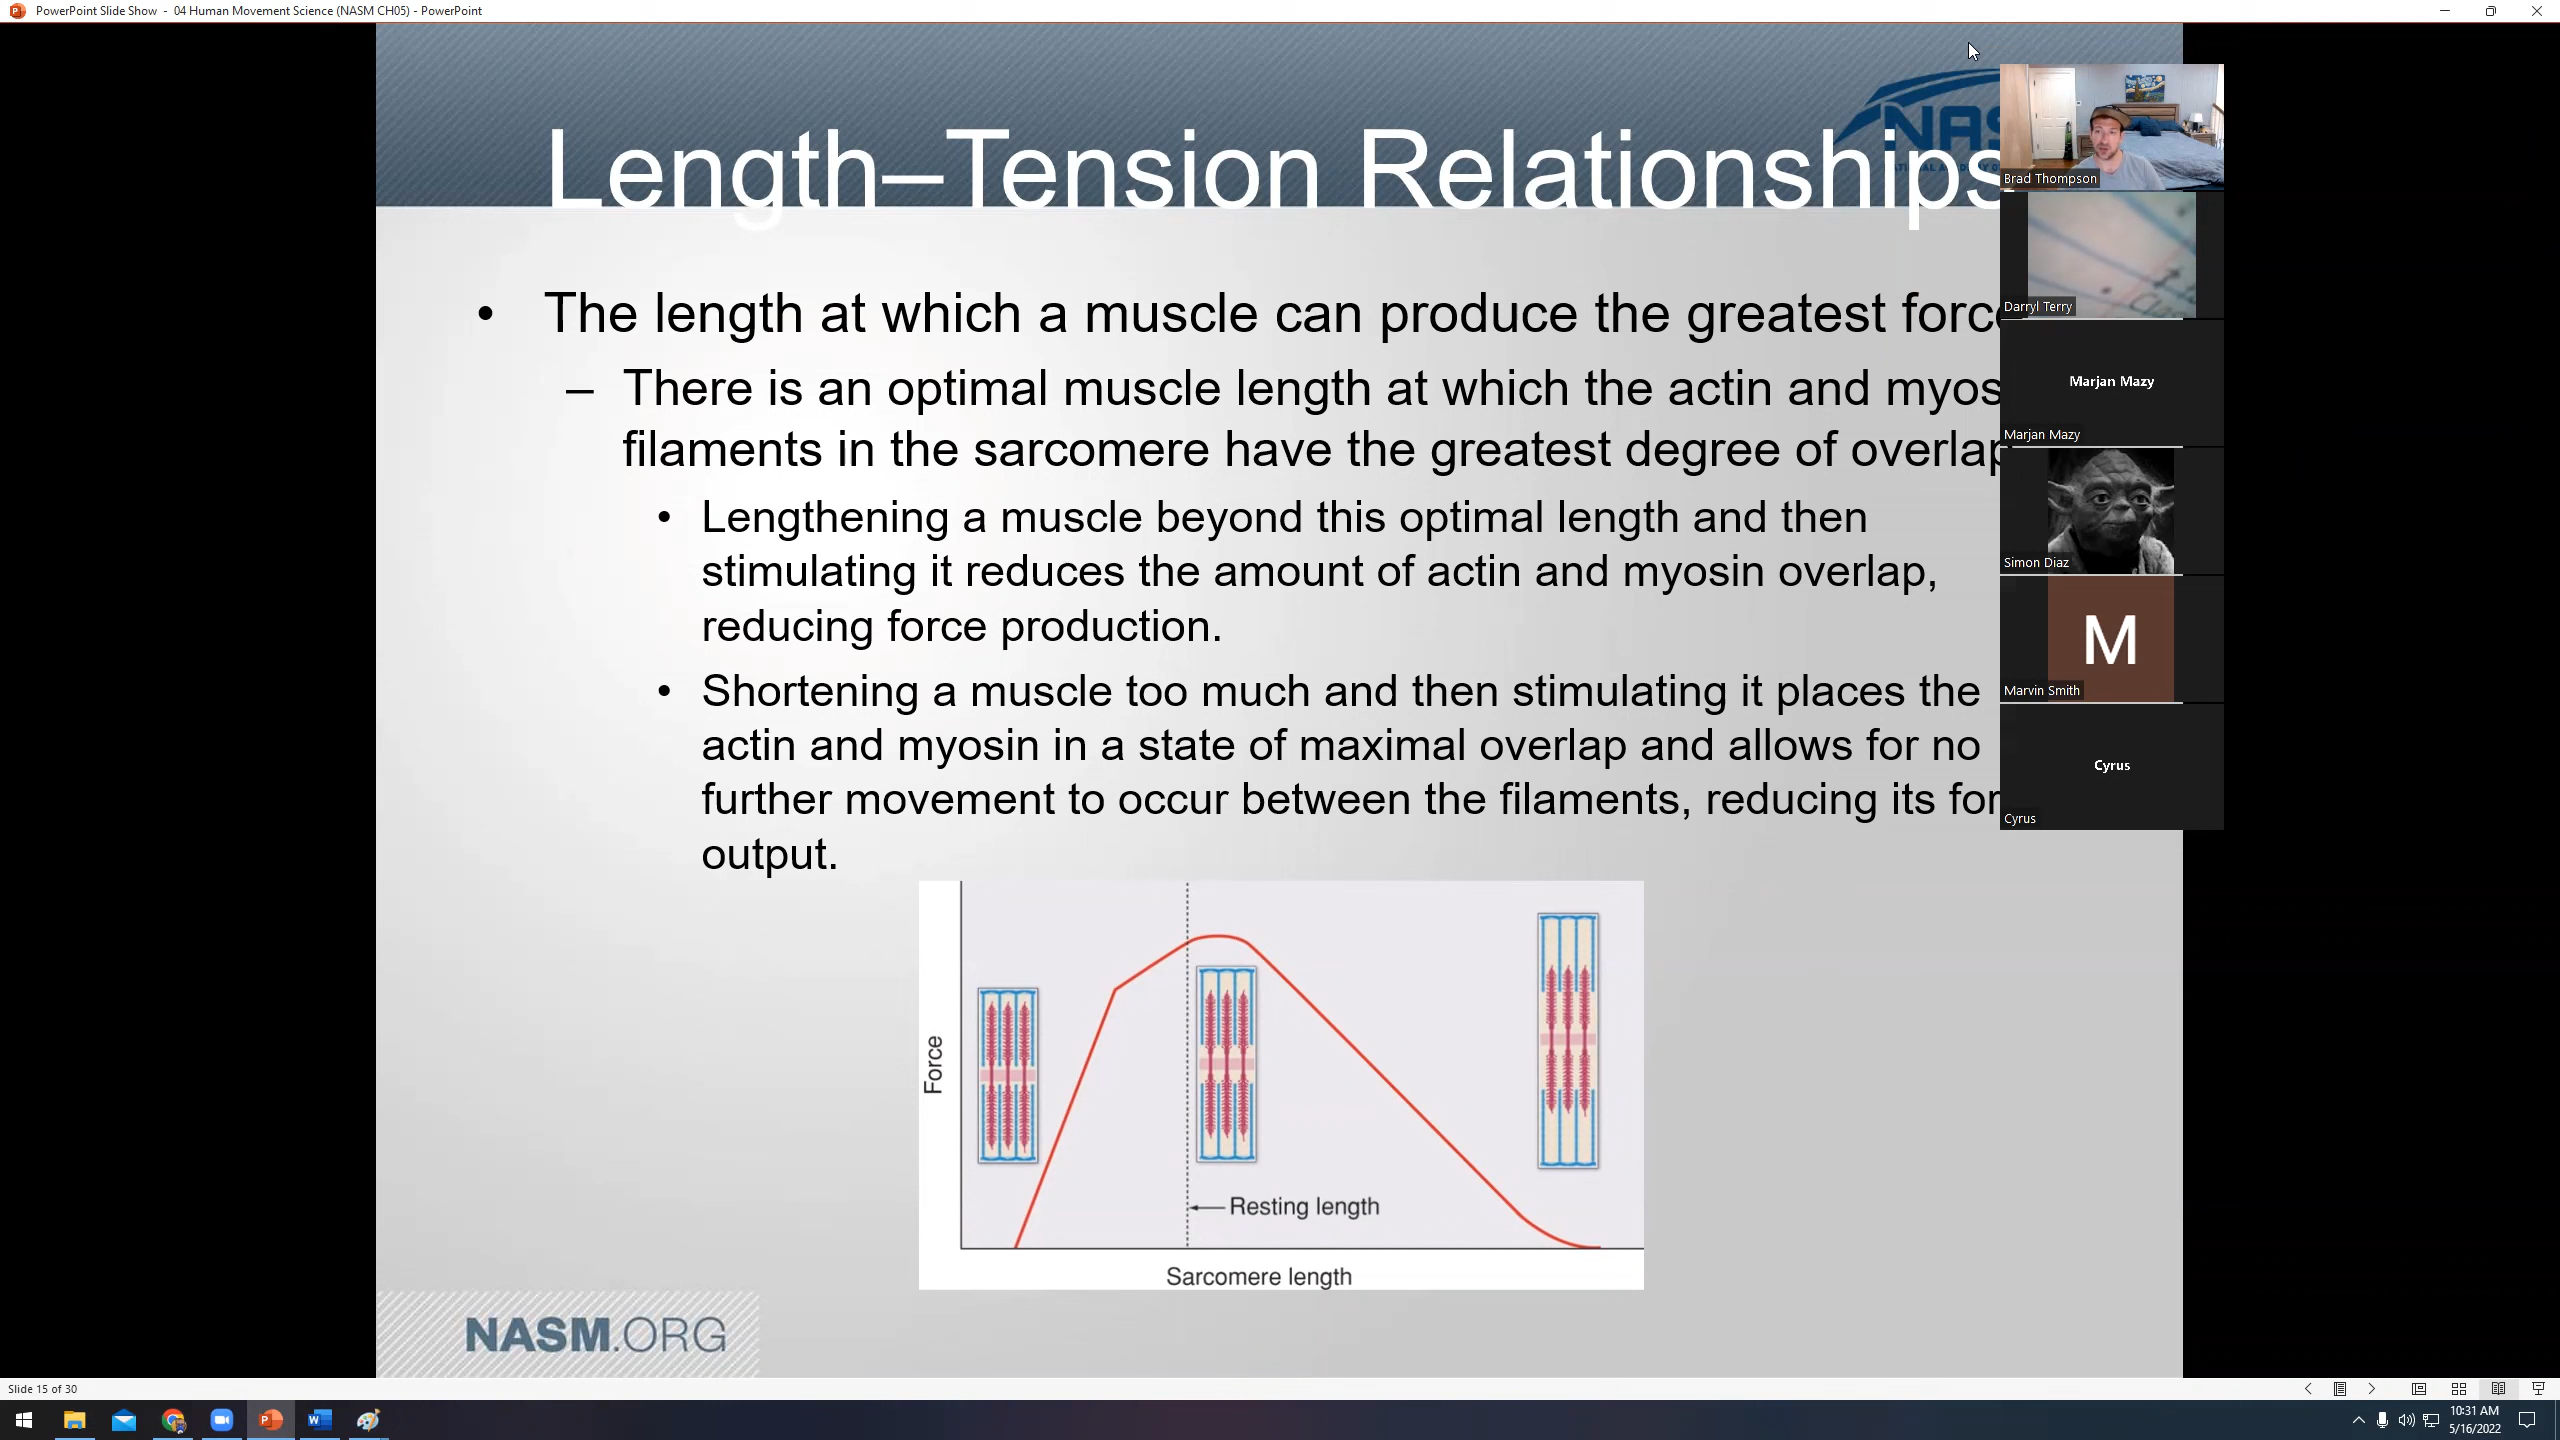 PowerPoint Slide Show - 04 Human Movement Science (NASM CH05) - PowerPoint
NAS
Length–Tension Relationships
• The length at which a muscle can produce the greatest force
– There is an optimal muscle length at which the actin and myos
filaments in the sarcomere have the greatest degree of overlap
• Lengthening a muscle beyond this optimal length and then
stimulating it reduces the amount of actin and myosin overlap,
reducing force production.
• Shortening a muscle too much and then stimulating it places the
actin and myosin in a state of maximal overlap and allows for no
further movement to occur between the filaments, reducing its for
output.
Force
Resting length
Sarcomere length
NASM.ORG
Brad Thompson
Darryl Terry
Marjan Mazy
Marjan Mazy
Simon Diaz
M
Marvin Smith
Cyrus
Cyrus
Slide 15 of 30
10:31 AM
5/16/2022